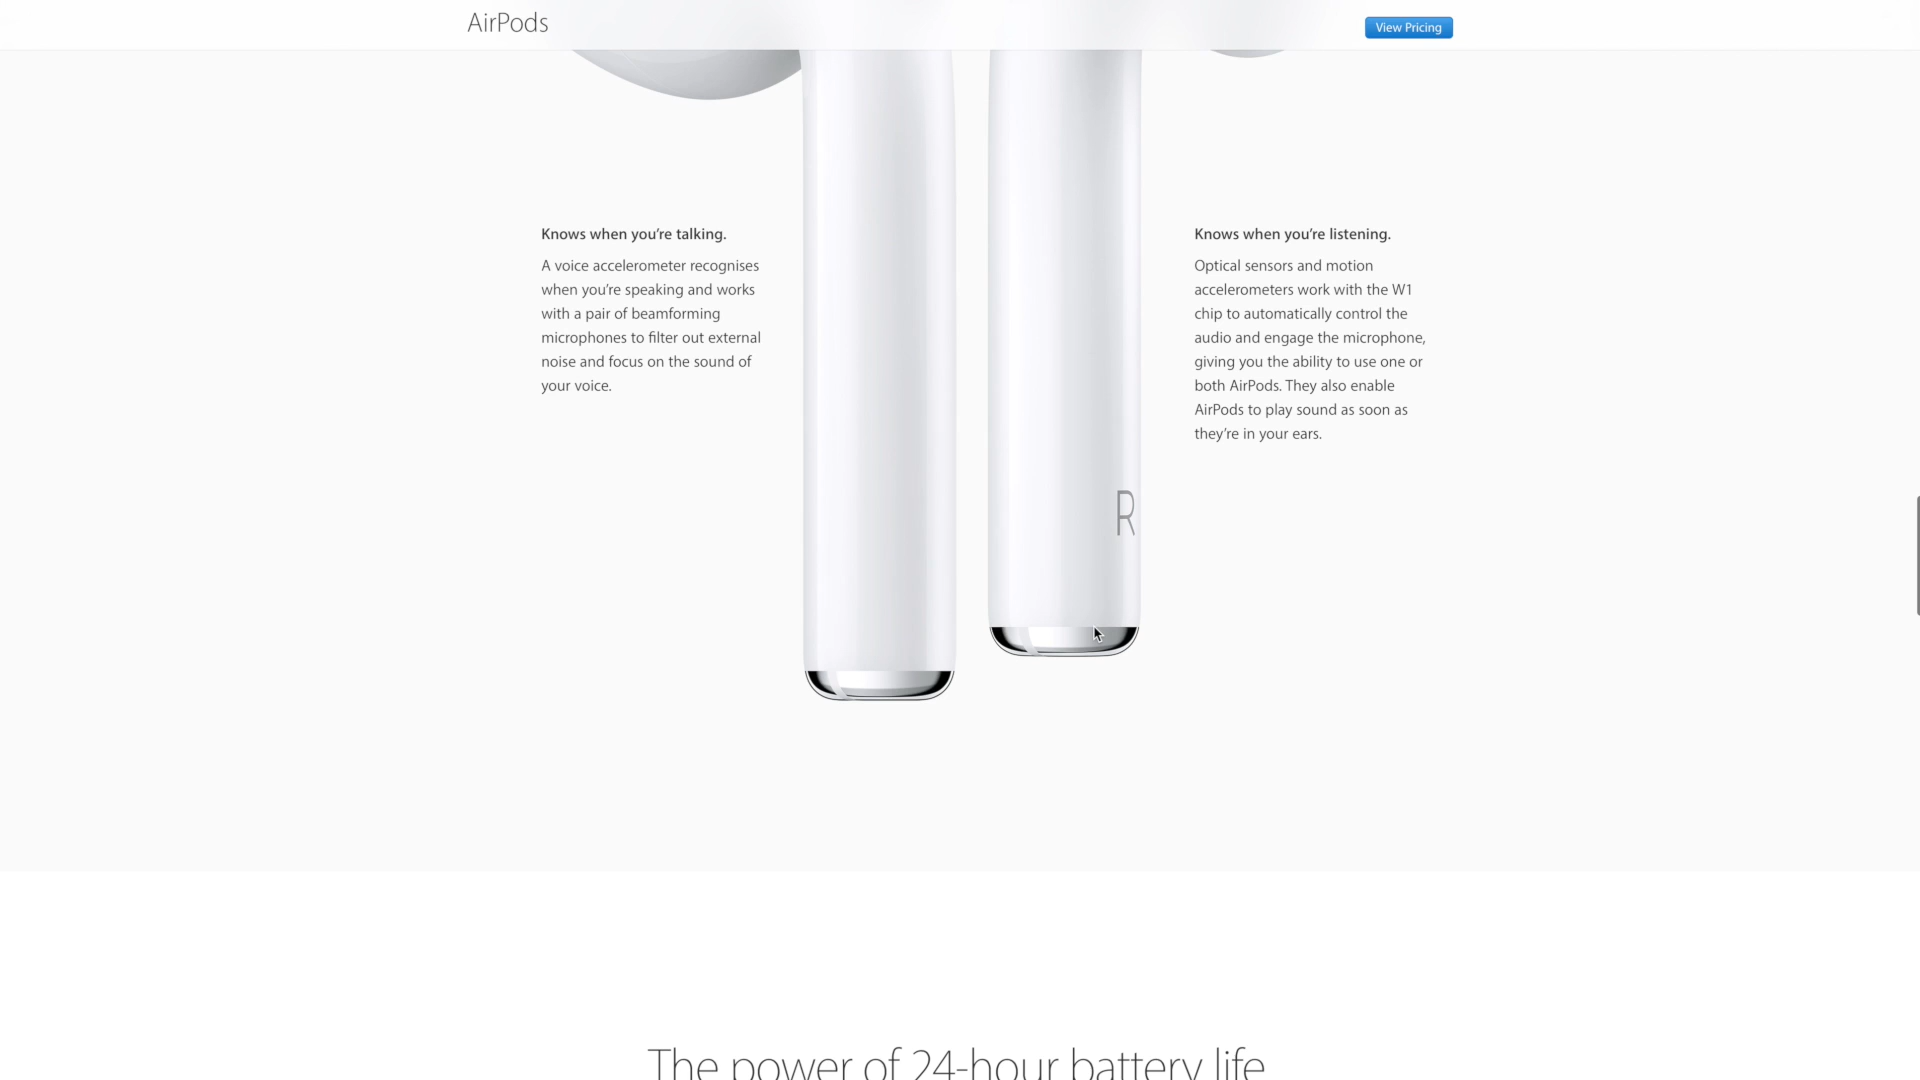 AirPods
View Pricing
Knows when you’re talking.
A voice accelerometer recognises
when you’re speaking and works
with a pair of beamforming
microphones to filter out external
noise and focus on the sound of
your voice.
Knows when you’re listening.
Optical sensors and motion
accelerometers work with the W1
chip to automatically control the
audio and engage the microphone,
giving you the ability to use one or
both AirPods. They also enable
AirPods to play sound as soon as
they’re in your ears.
R
The power of 24-hour battery life